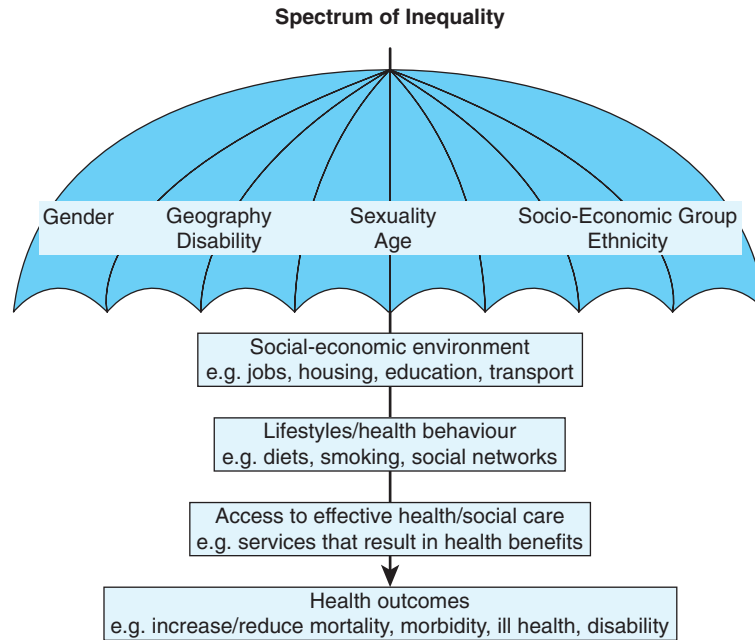 Spectrum of Inequality
Gender
Geography
Disability
Sexuality
Age
Socio-Economic Group
Ethnicity
Social-economic environment
e.g. jobs, housing, education, transport
Lifestyles/health behaviour
e.g. diets, smoking, social networks
Access to effective health/social care
e.g. services that result in health benefits
Health outcomes
e.g. increase/reduce mortality, morbidity, ill health, disability